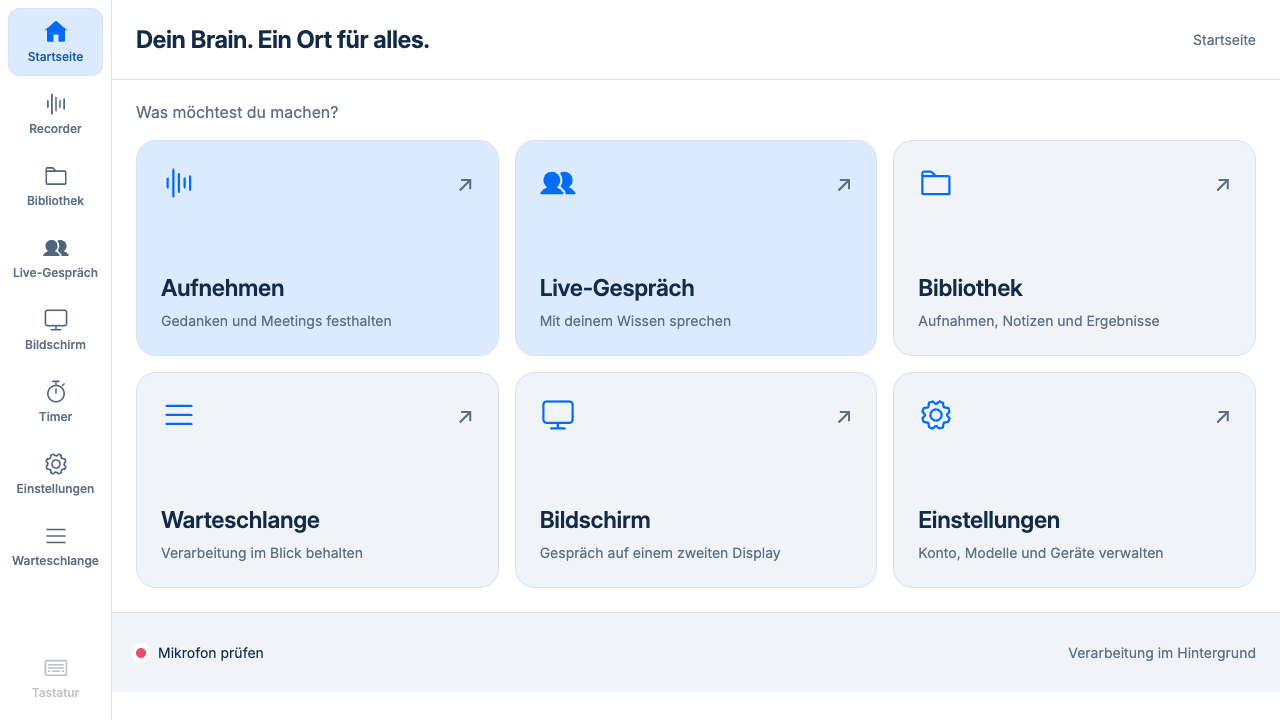 Startseite
Recorder
Bibliothek
Live-Gespräch
Bildschirm
Timer
Einstellungen
Warteschlange
Tastatur
Dein Brain. Ein Ort für alles.
Startseite
Was möchtest du machen?
Aufnehmen
Gedanken und Meetings festhalten
Live-Gespräch
Mit deinem Wissen sprechen
Bibliothek
Aufnahmen, Notizen und Ergebnisse
Warteschlange
Verarbeitung im Blick behalten
Bildschirm
Gespräch auf einem zweiten Display
Einstellungen
Konto, Modelle und Geräte verwalten
Mikrofon prüfen
Verarbeitung im Hintergrund